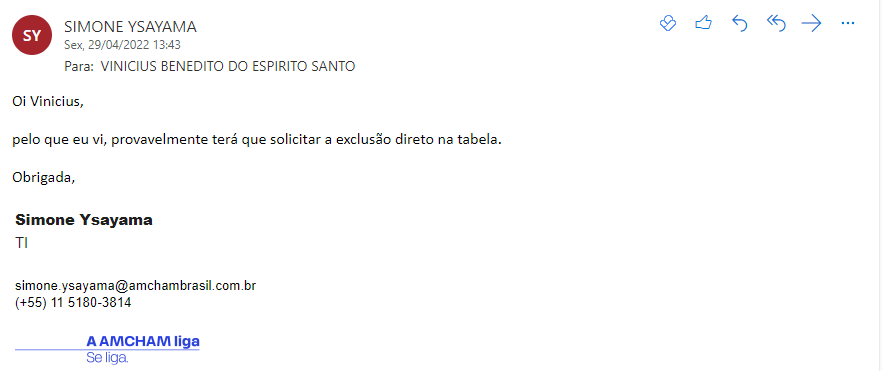 SY
SIMONE YSAYAMA
Sex, 29/04/2022 13:43
Para: VINICIUS BENEDITO DO ESPIRITO SANTO
Oi Vinicius,
pelo que eu vi, provavelmente terá que solicitar a exclusão direto na tabela.
Obrigada,
Simone Ysayama
TI
simone.ysayama@amchambrasil.com.br
(+55) 11 5180-3814
A AMCHAM liga
Se liga.